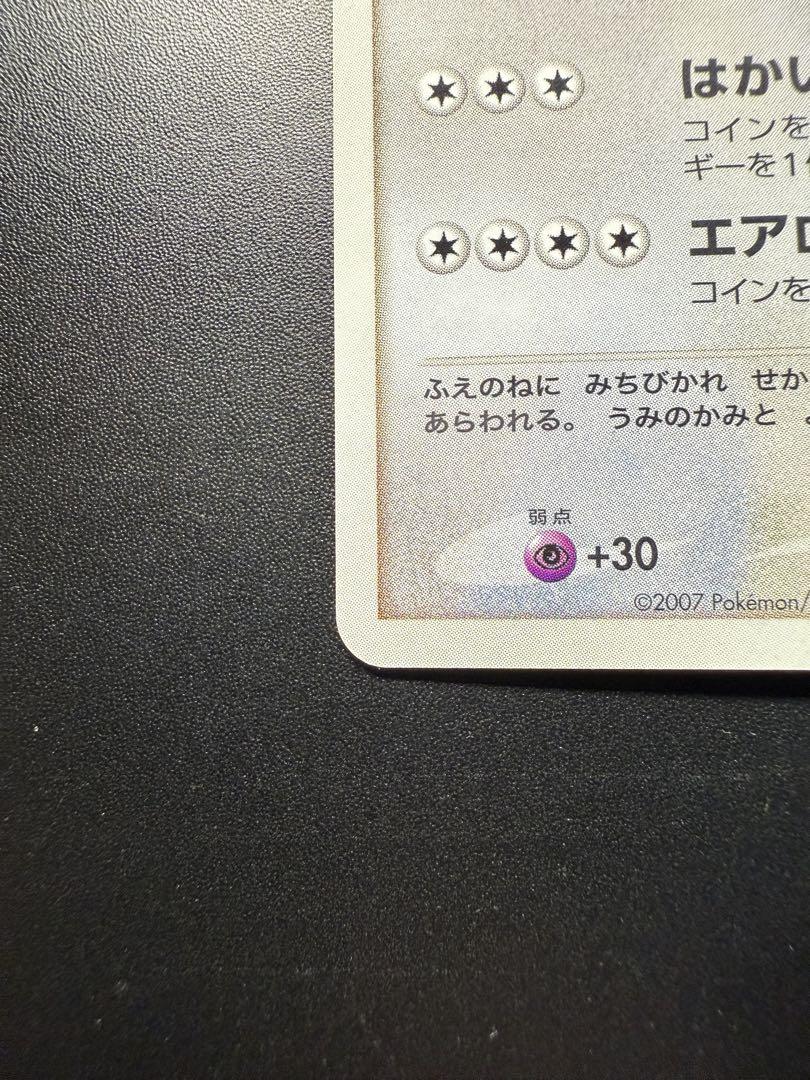 はかい
コインを
ギーを1
エアロ
コインを
ふえのねに　みちびかれ　せか
あらわれる。　うみのかみと
弱点
+30
©2007 Pokémon/